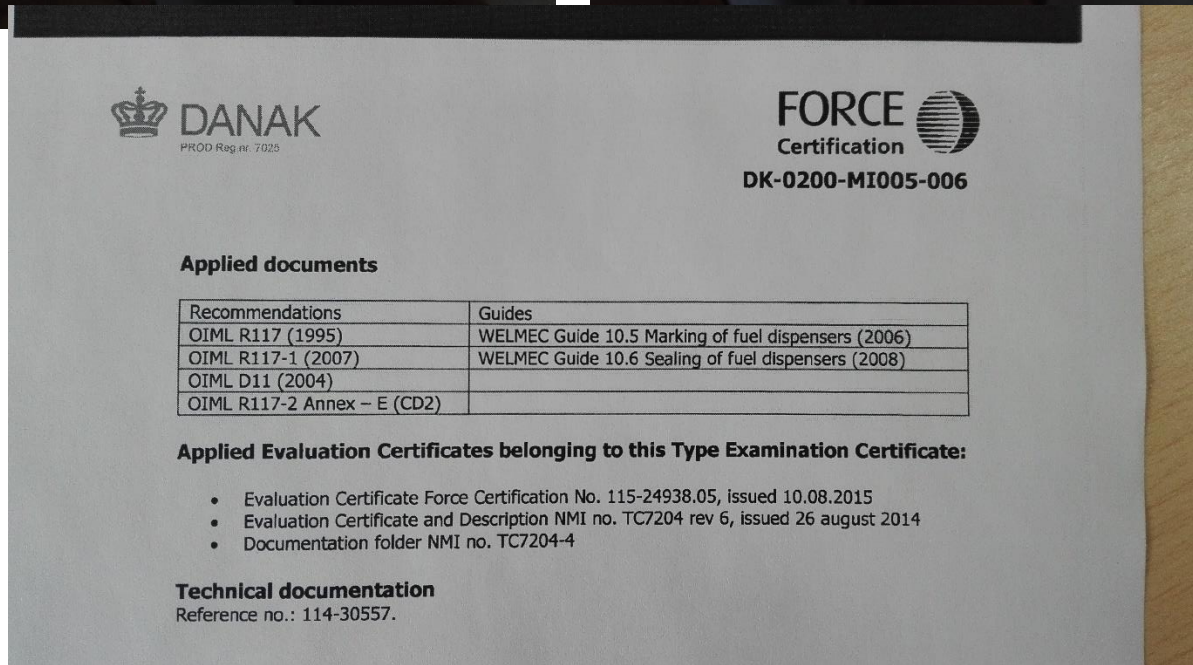 DANAK
PROD Reg.nr. 7025
FORCE
Certification
DK-0200-MI005-006
Applied documents
Recommendations Guides
OIML R117 (1995) WELMEC Guide 10.5 Marking of fuel dispensers (2006)
OIML R117-1 (2007) WELMEC Guide 10.6 Sealing of fuel dispensers (2008)
OIML D11 (2004)
OIML R117-2 Annex – E (CD2)
Applied Evaluation Certificates belonging to this Type Examination Certificate:
• Evaluation Certificate Force Certification No. 115-24938.05, issued 10.08.2015
• Evaluation Certificate and Description NMI no. TC7204 rev 6, issued 26 august 2014
• Documentation folder NMI no. TC7204-4
Technical documentation
Reference no.: 114-30557.